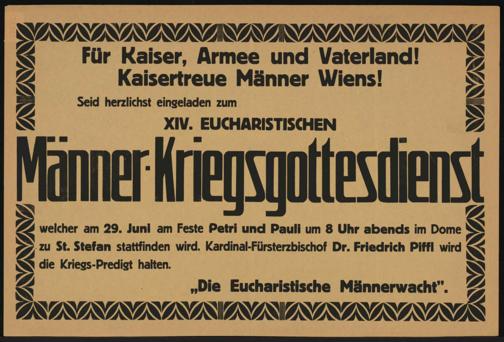 Für Kaiser, Armee und Vaterland!
Kaisertreue Männer Wiens!
Seid herzlichst eingeladen zum
XIV. EUCHARISTISCHEN
Männer-Kriegsgottesdienst
welcher am 29. Juni am Feste Petri und Pauli um 8 Uhr abends im Dome
zu St. Stefan stattfinden wird. Kardinal-Fürsterzbischof Dr. Friedrich Piffl wird
die Kriegs-Predigt halten.
„Die Eucharistische Männerwacht".